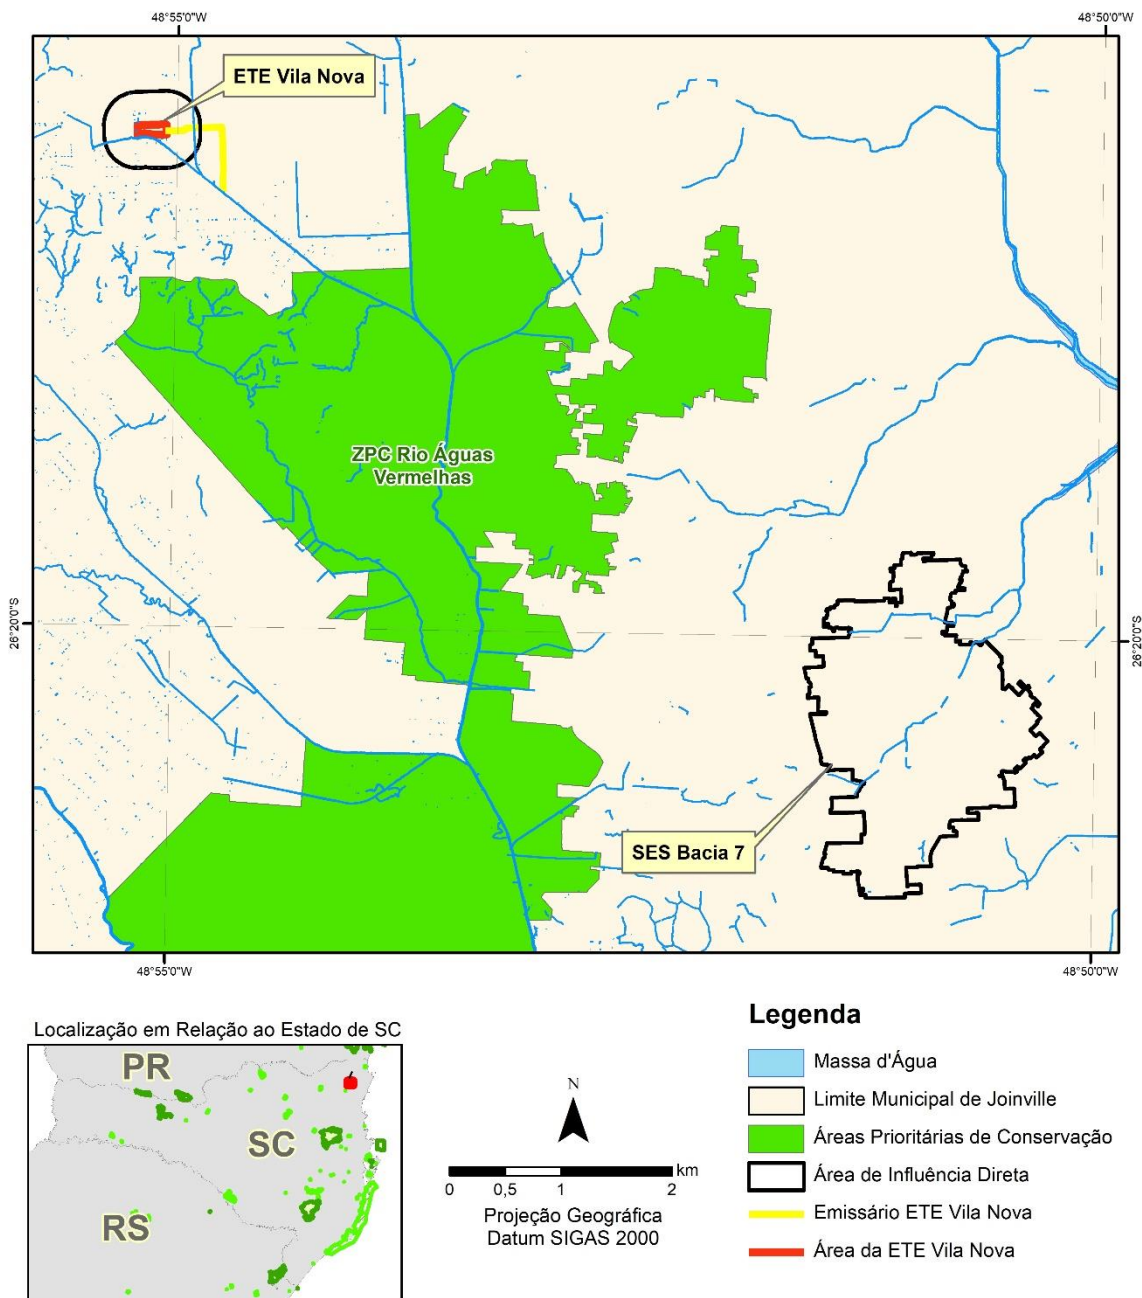 48°55'0"W
48°50'0"W
ETE Vila Nova
ZPC Rio Águas
Vermelhas
26°20'0"S
26°20'0"S
SES Bacia 7
48°55'0"W
48°50'0"W
Localização em Relação ao Estado de SC
PR
SC
RS
N
km
0 0,5 1 2
Projeção Geográfica
Datum SIGAS 2000
Legenda
Massa d'Água
Limite Municipal de Joinville
Áreas Prioritárias de Conservação
Área de Influência Direta
Emissário ETE Vila Nova
Área da ETE Vila Nova